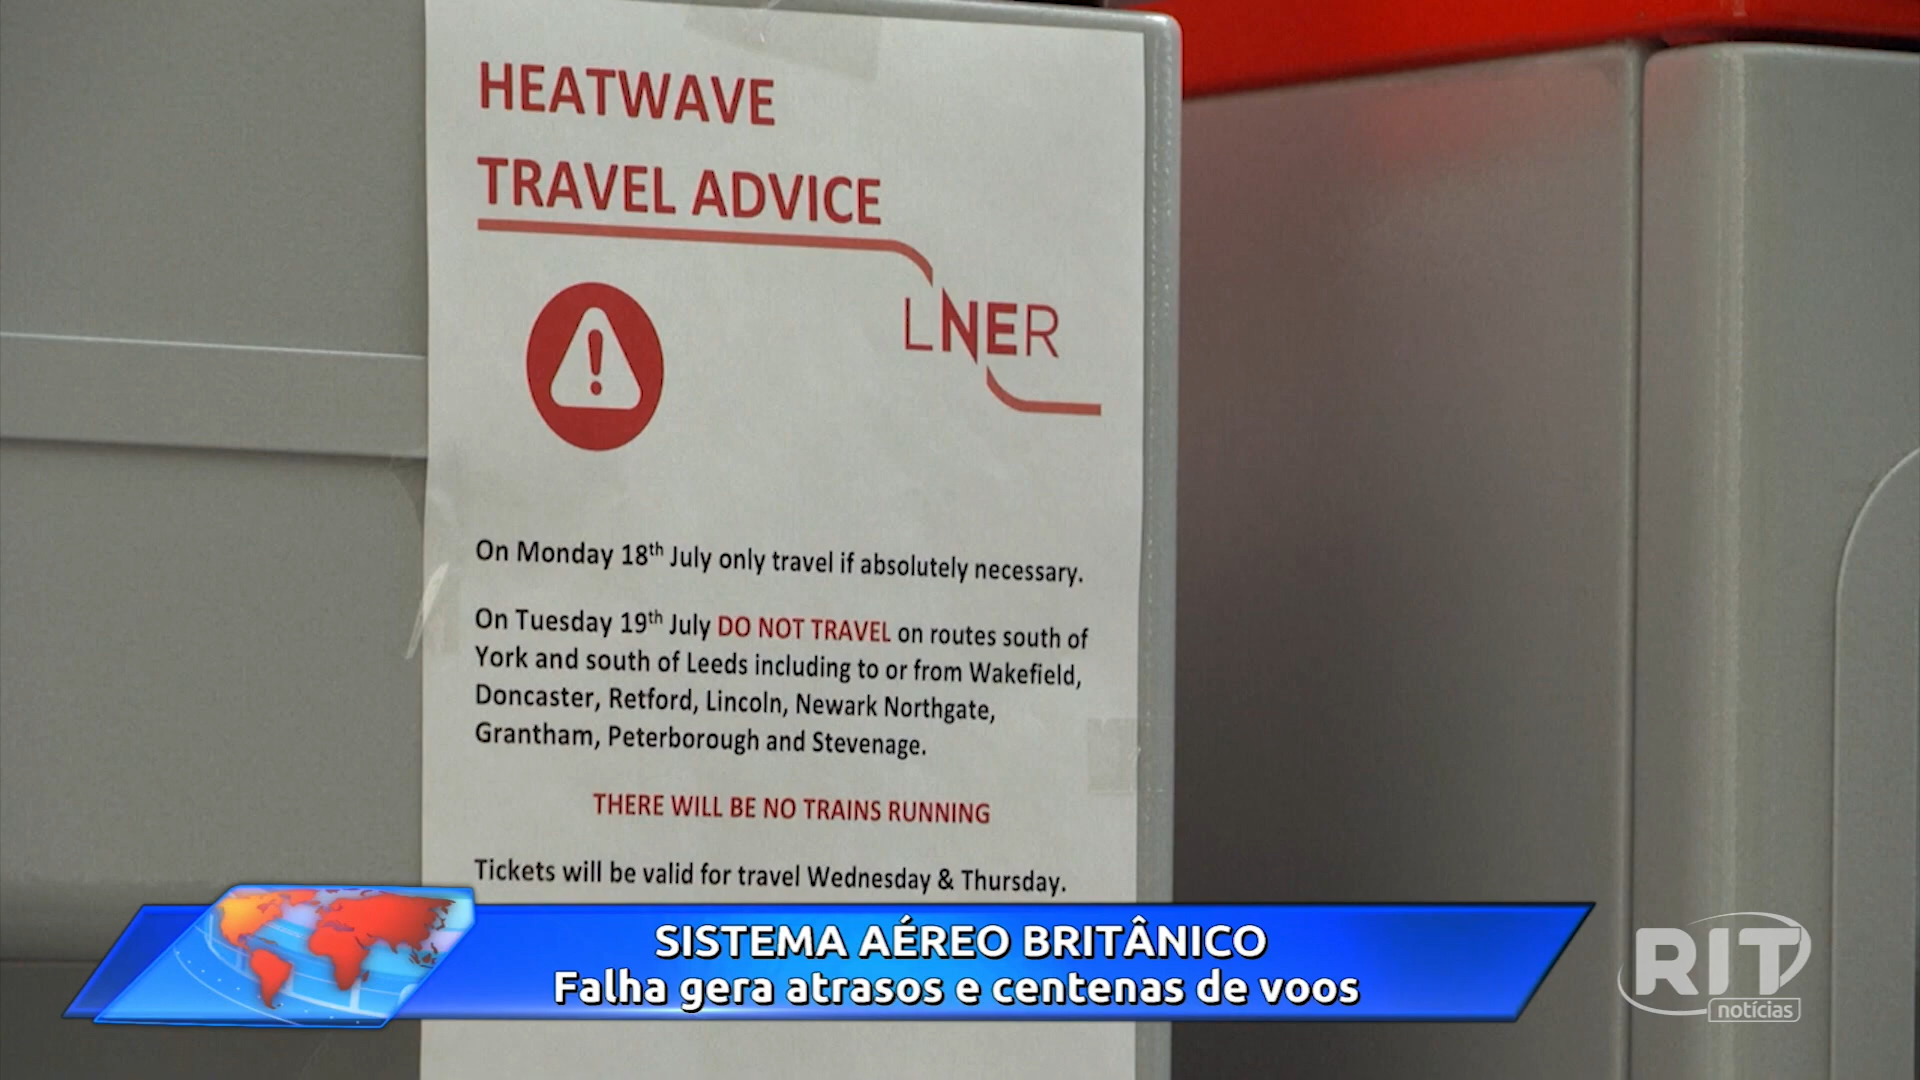 HEATWAVE
TRAVEL ADVICE
LNER
On Monday 18th July only travel if absolutely necessary.
On Tuesday 19th July DO NOT TRAVEL on routes south of
York and south of Leeds including to or from Wakefield,
Doncaster, Retford, Lincoln, Newark Northgate,
Grantham, Peterborough and Stevenage.
THERE WILL BE NO TRAINS RUNNING
Tickets will be valid for travel Wednesday & Thursday.
SISTEMA AÉREO BRITÂNICO
Falha gera atrasos e centenas de voos
RIT
notícias